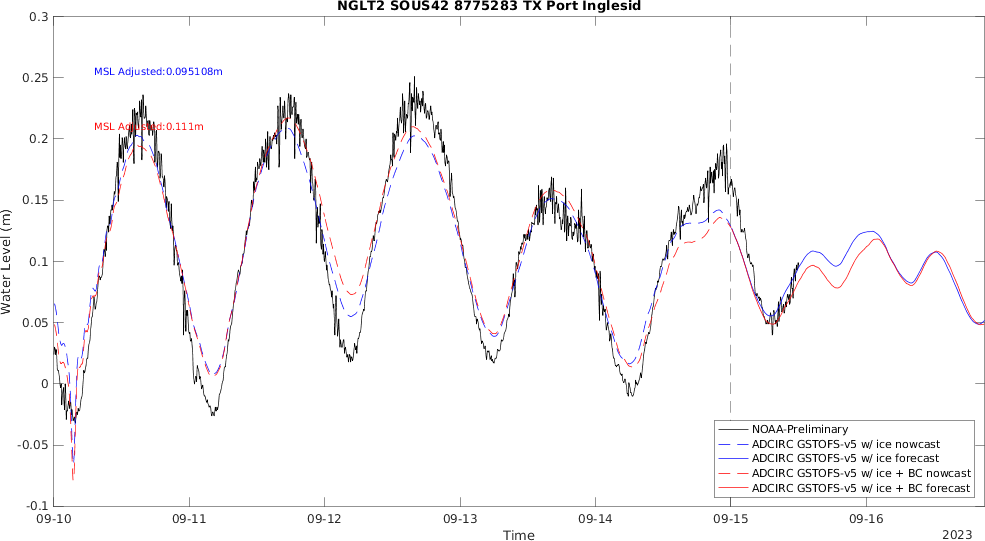 NGLT2 SOUS42 8775283 TX Port Inglesid
0.3
0.25
0.2
0.15
0.1
0.05
0
-0.05
-0.1
Water Level (m)
MSL Adjusted:0.095108m
MSL Adjusted:0.111m
NOAA-Preliminary
ADCIRC GSTOFS-v5 w/ ice nowcast
ADCIRC GSTOFS-v5 w/ ice forecast
ADCIRC GSTOFS-v5 w/ ice + BC nowcast
ADCIRC GSTOFS-v5 w/ ice + BC forecast
09-10 09-11 09-12 09-13 09-14 09-15 09-16
Time
2023